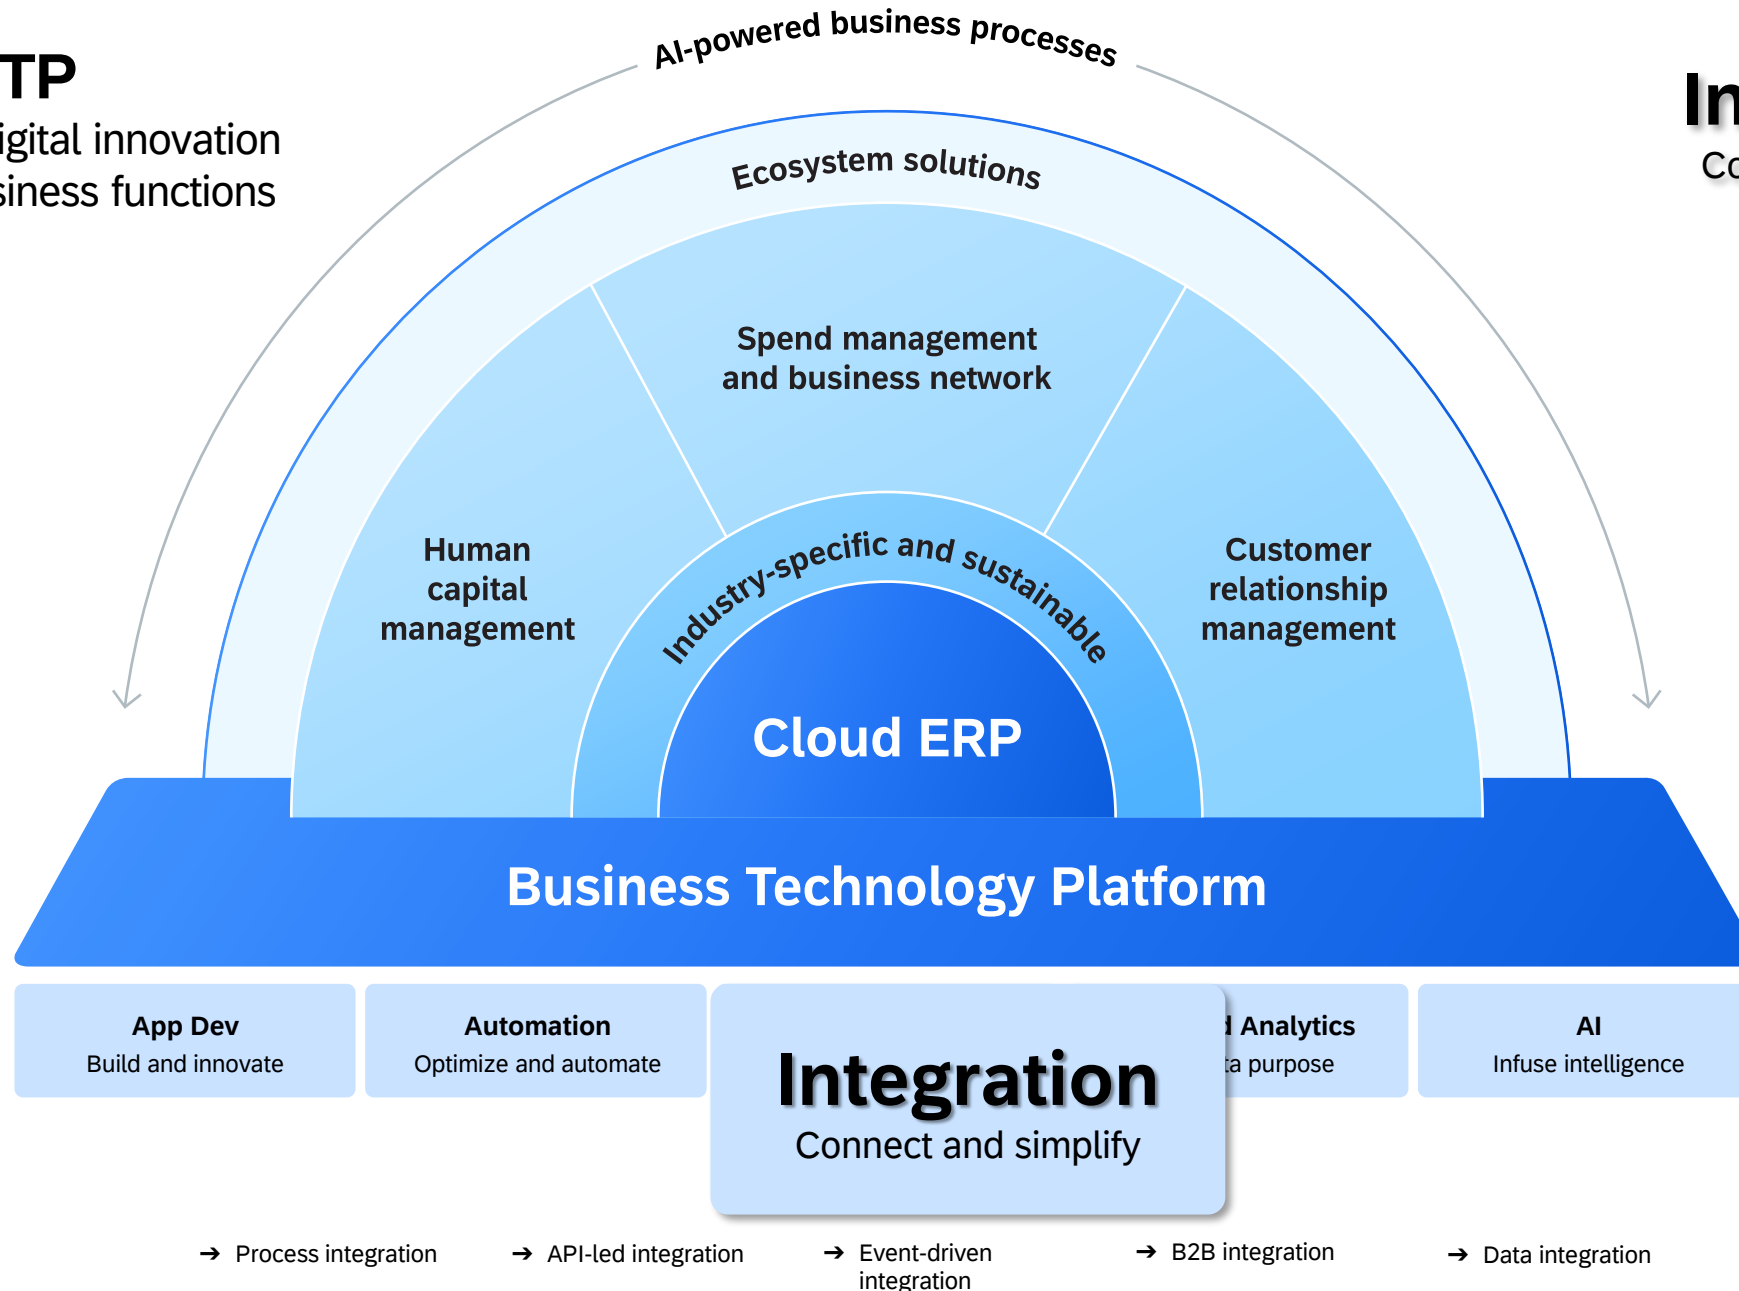 AI-powered business processes
TP
igital innovation
siness functions
In
Co
Ecosystem solutions
Spend management
and business network
Human
capital
management
Industry-specific and sustainable
Customer
relationship
management
Cloud ERP
Business Technology Platform
App Dev
Build and innovate
Automation
Optimize and automate
Integration
Connect and simplify
d Analytics
ta purpose
AI
Infuse intelligence
➔ Process integration
➔ API-led integration
➔ Event-driven
integration
➔ B2B integration
➔ Data integration